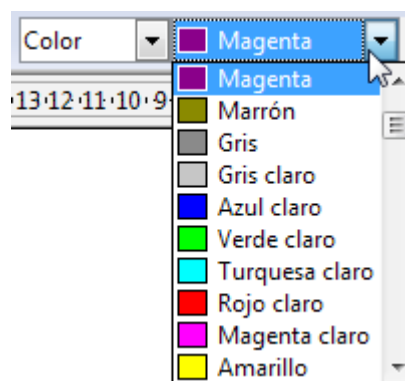 Color Magenta
Magenta
·13·12·11·10·9·
Marrón
Gris
Gris claro
Azul claro
Verde claro
Turquesa claro
Rojo claro
Magenta claro
Amarillo